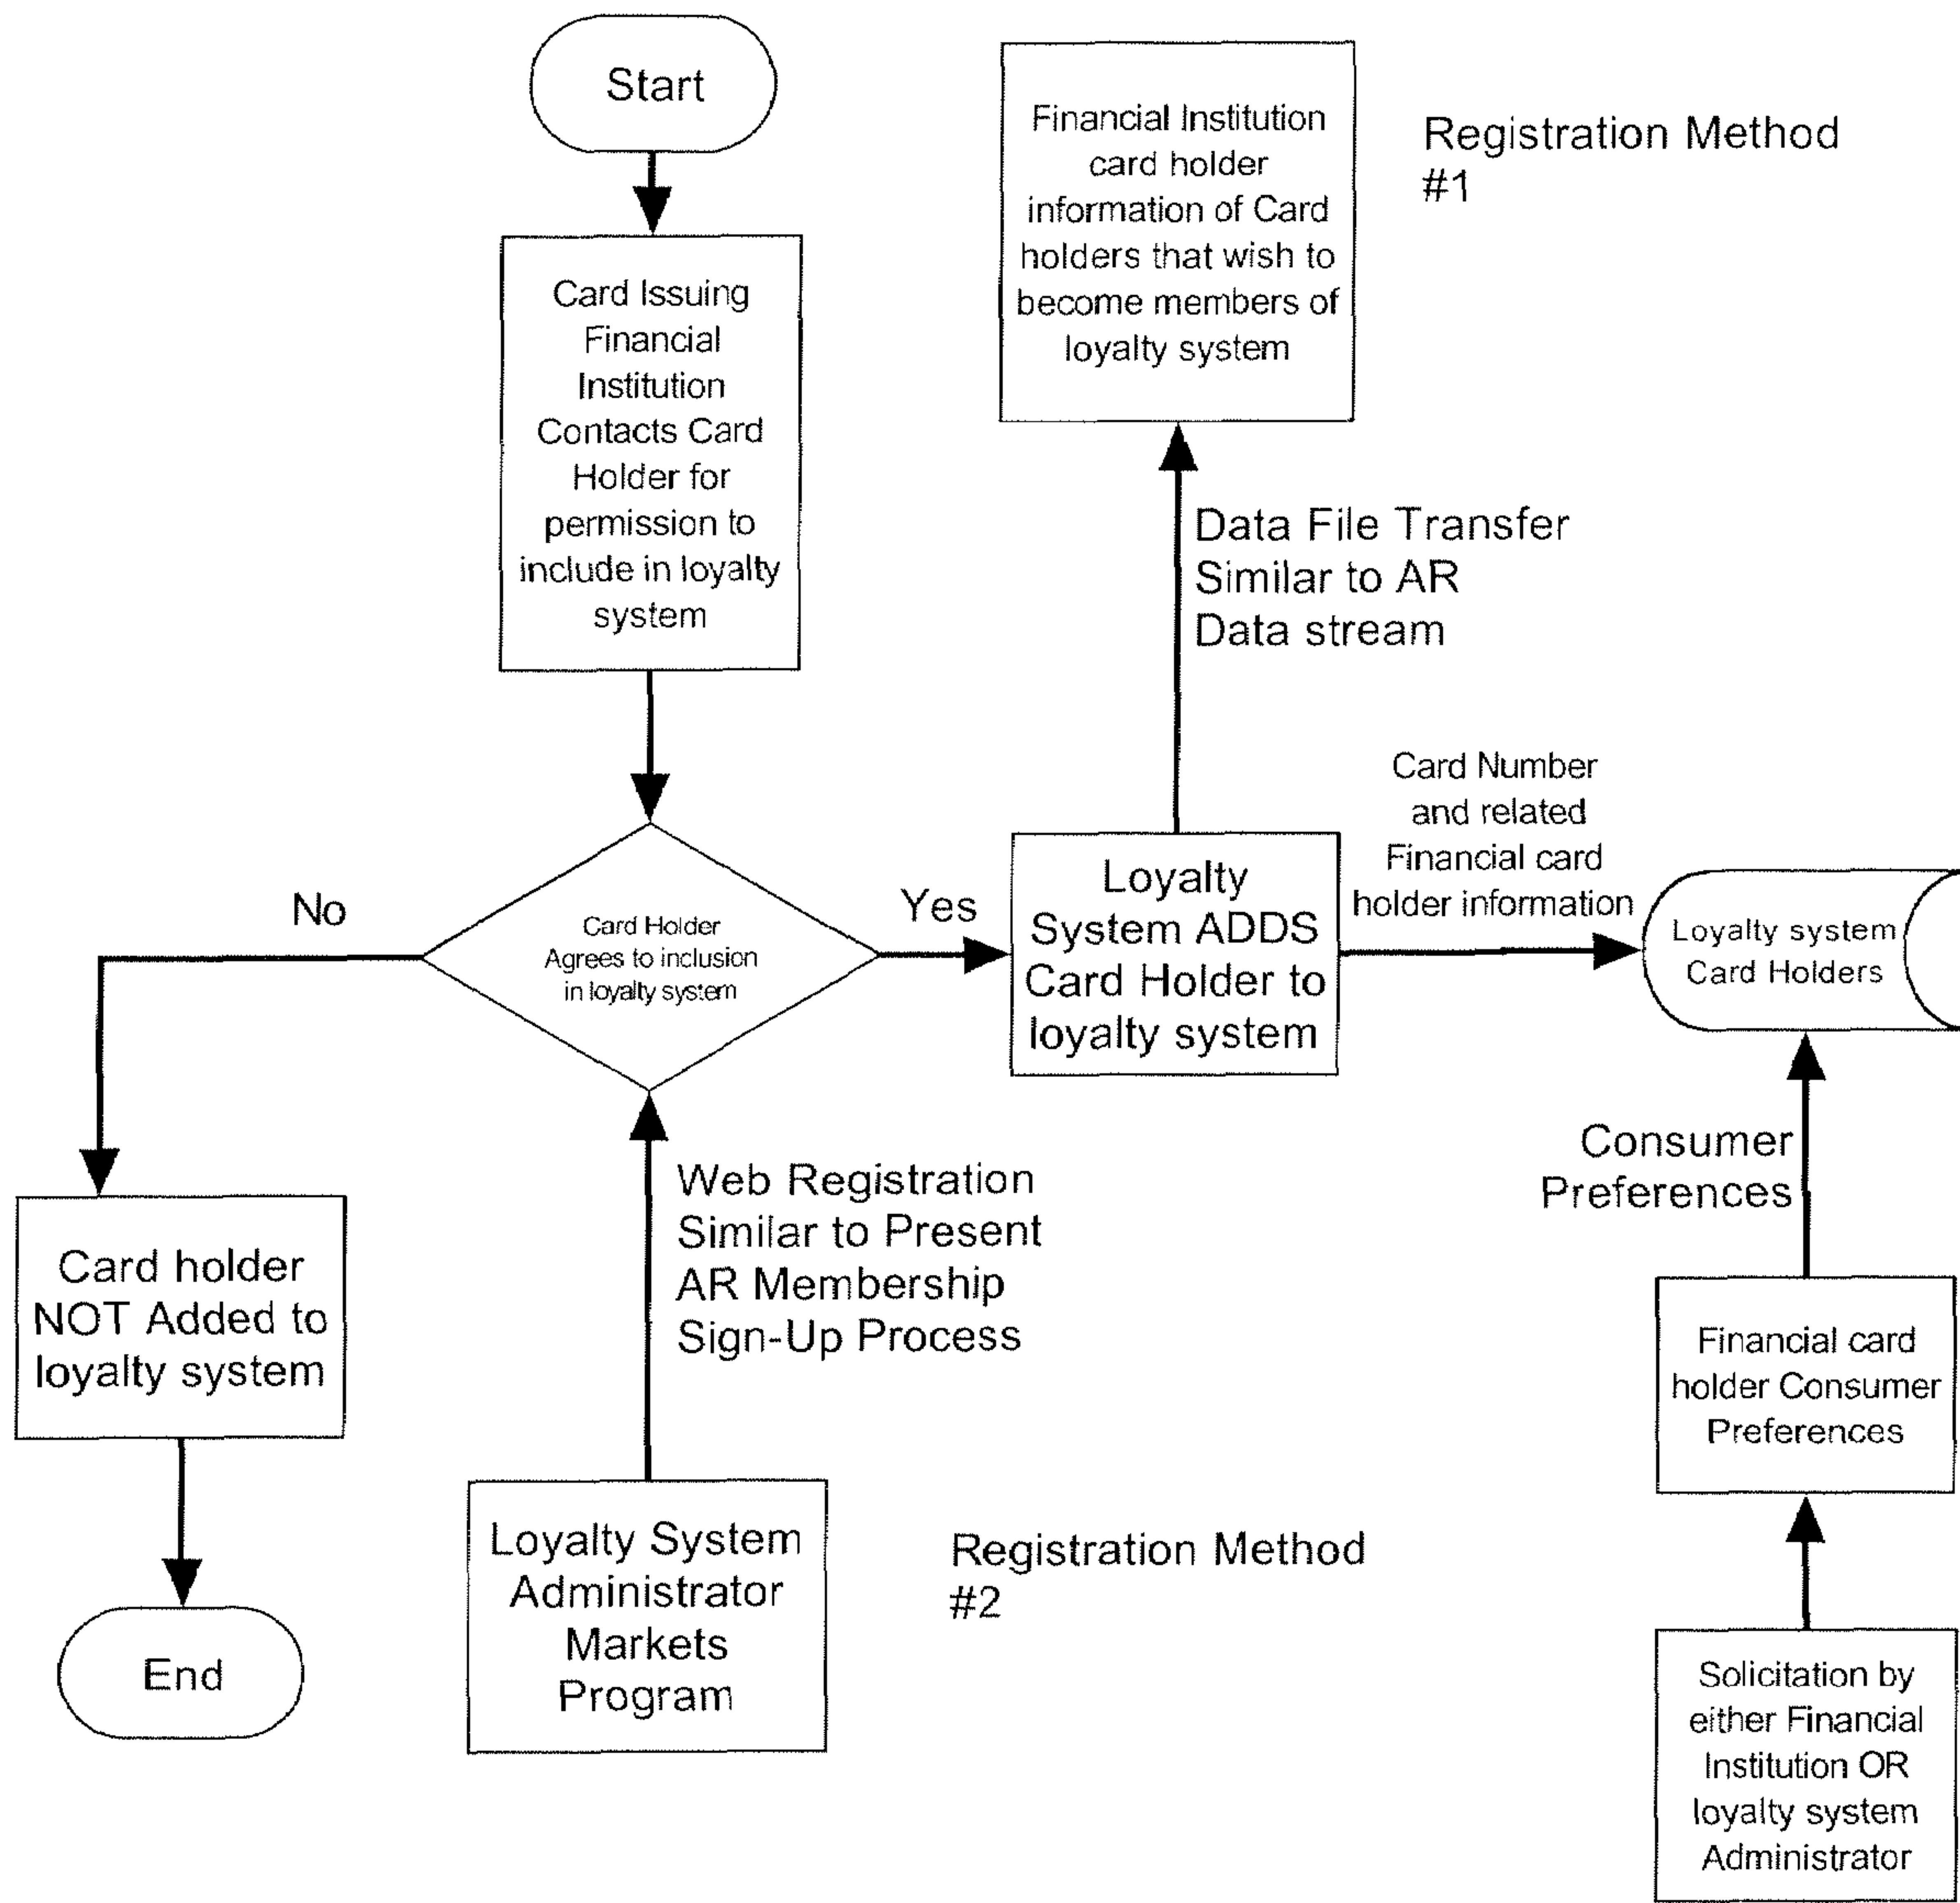 Start
Card Issuing
Financial
Institution
Contacts Card
Holder for
permission to
include in loyalty
system
Financial Institution
card holder
information of Card
holders that wish to
become members of
loyalty system
Registration Method
#1
Data File Transfer
Similar to AR
Data stream
Card Number
and related
Financial card
holder information
No
Card Holder
Agrees to inclusion
in loyalty system
Yes
Loyalty
System ADDS
Card Holder to
loyalty system
Loyalty system
Card Holders
Web Registration
Similar to Present
AR Membership
Sign-Up Process
Consumer
Preferences
Card holder
NOT Added to
loyalty system
Financial card
holder Consumer
Preferences
End
Loyalty System
Administrator
Markets
Program
Registration Method
#2
Solicitation by
either Financial
Institution OR
loyalty system
Administrator